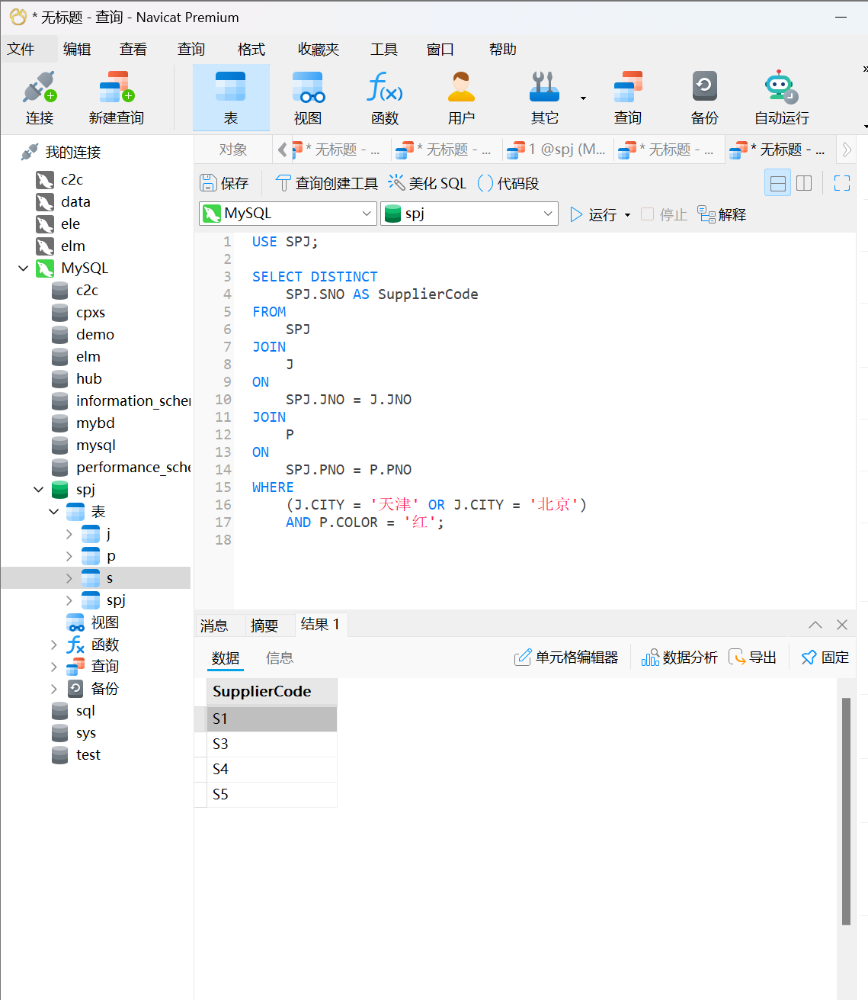 * 无标题 - 查询 - Navicat Premium
文件 编辑 查看 查询 格式 收藏夹 工具 窗口 帮助
连接 新建查询 表 视图 函数 用户 其它 查询 备份 自动运行
我的连接
c2c
data
ele
elm
MySQL
c2c
cpxs
demo
elm
hub
information_scher
mybd
mysql
performance_sche
spj
表
j
p
s
spj
视图
函数
查询
备份
sql
sys
test
对象 * 无标题 - ... * 无标题 - ... 1 @spj (M... * 无标题 - ... * 无标题 - ...
保存 查询创建工具 美化 SQL () 代码段
MySQL spj 运行 停止 解释
1 USE SPJ;
2
3 SELECT DISTINCT
4 SPJ.SNO AS SupplierCode
5 FROM
6 SPJ
7 JOIN
8 J
9 ON
10 SPJ.JNO = J.JNO
11 JOIN
12 P
13 ON
14 SPJ.PNO = P.PNO
15 WHERE
16 (J.CITY = '天津' OR J.CITY = '北京')
17 AND P.COLOR = '红';
18
消息 摘要 结果 1
数据 信息 单元格编辑器 数据分析 导出 固定
SupplierCode
S1
S3
S4
S5